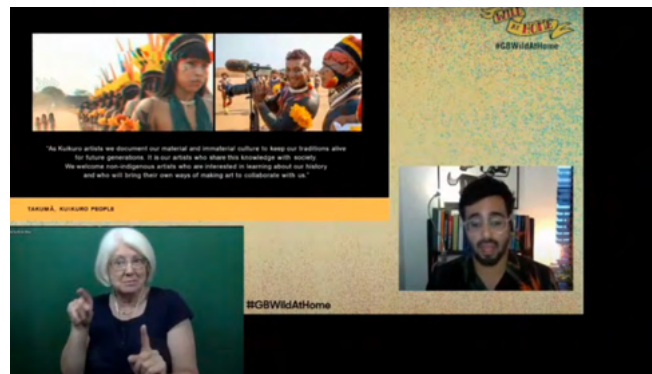 WILD
AT HOME
#GBWildAtHome
"As Kuikuro artists we document our material and immaterial culture to keep our traditions alive
for future generations. It is our artists who share this knowledge with society.
We welcome non-indigenous artists who are interested in learning about our history
and who will bring their own ways of making art to collaborate with us."
TAKUMÃ, KUIKURO PEOPLE
#GBWildAtHome